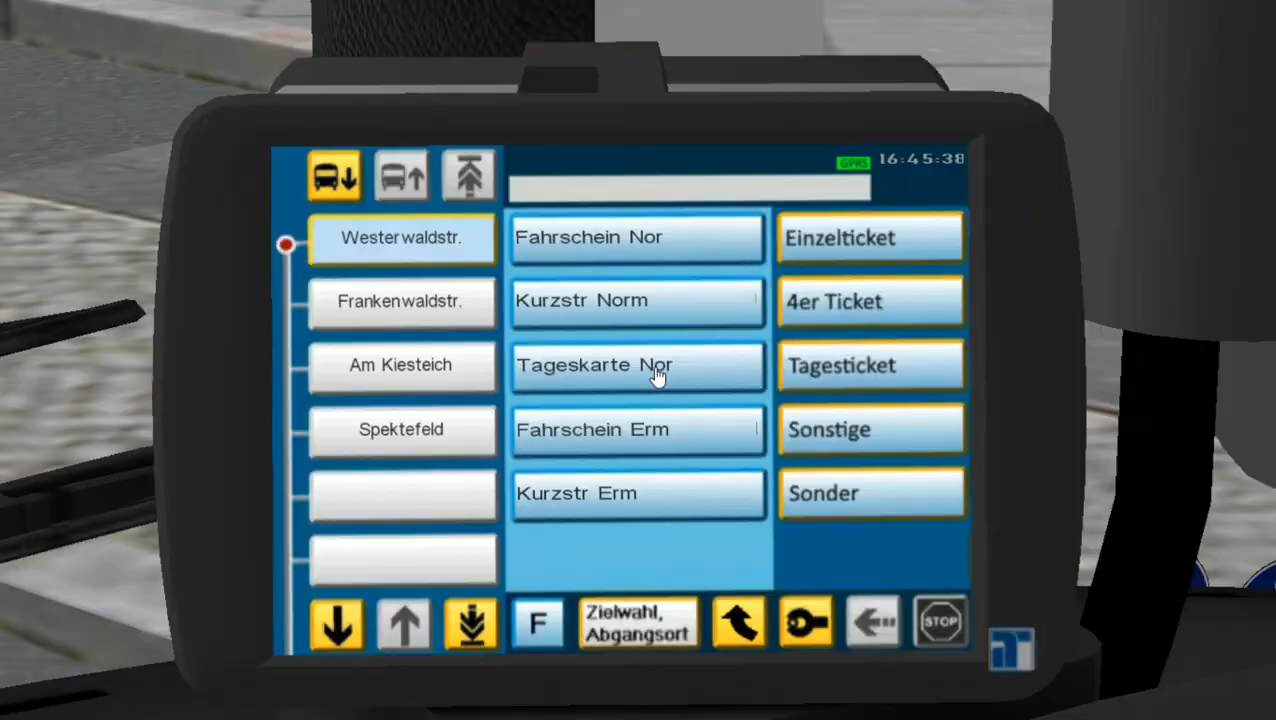 GPRS 16:45:38
Westerwaldstr.
Frankenwaldstr.
Am Kiesteich
Spektefeld
Fahrschein Nor
Kurzstr Norm
Tageskarte Nor
Fahrschein Erm
Kurzstr Erm
Einzelticket
4er Ticket
Tagesticket
Sonstige
Sonder
F
Zielwahl,
Abgangsort
STOP